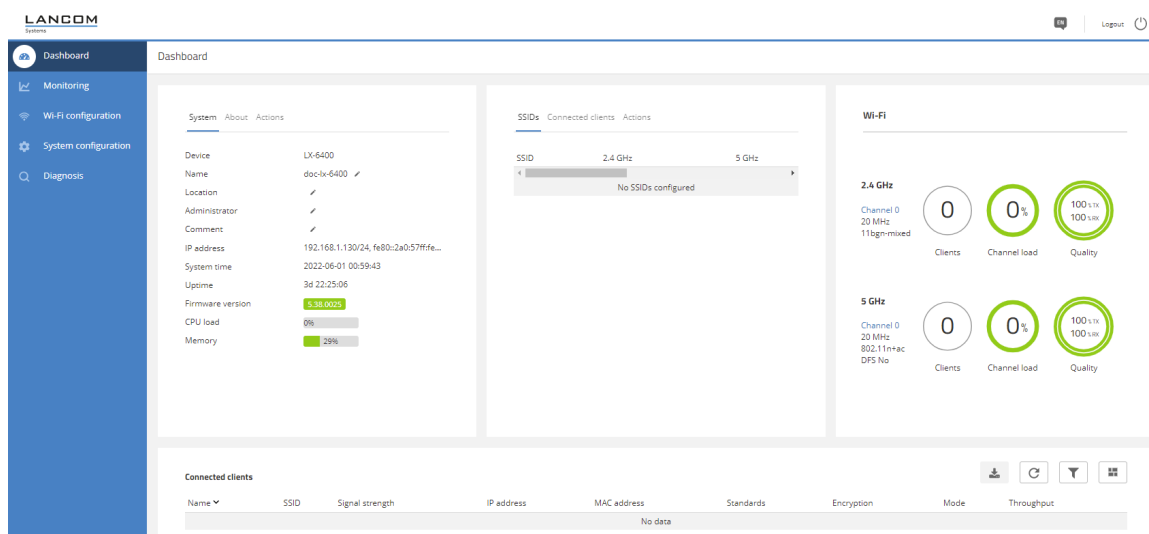 LANCOM
Systems
EN
Logout
Dashboard
Monitoring
Wi-Fi configuration
System configuration
Diagnosis
Dashboard
System About Actions
Device LX-6400
Name doc-lx-6400
Location
Administrator
Comment
IP address 192.168.1.130/24, fe80::2a0:57ff:fe...
System time 2022-06-01 00:59:43
Uptime 3d 22:25:06
Firmware version 5.38.0025
CPU load 0%
Memory 29%
SSIDs Connected clients Actions
SSID 2.4 GHz 5 GHz
No SSIDs configured
Wi-Fi
2.4 GHz
Channel 0
20 MHz
11bgn-mixed
0
Clients
0%
Channel load
100 % TX
100 % RX
Quality
5 GHz
Channel 0
20 MHz
802.11n+ac
DFS No
0
Clients
0%
Channel load
100 % TX
100 % RX
Quality
Connected clients
Name SSID Signal strength IP address MAC address Standards Encryption Mode Throughput
No data